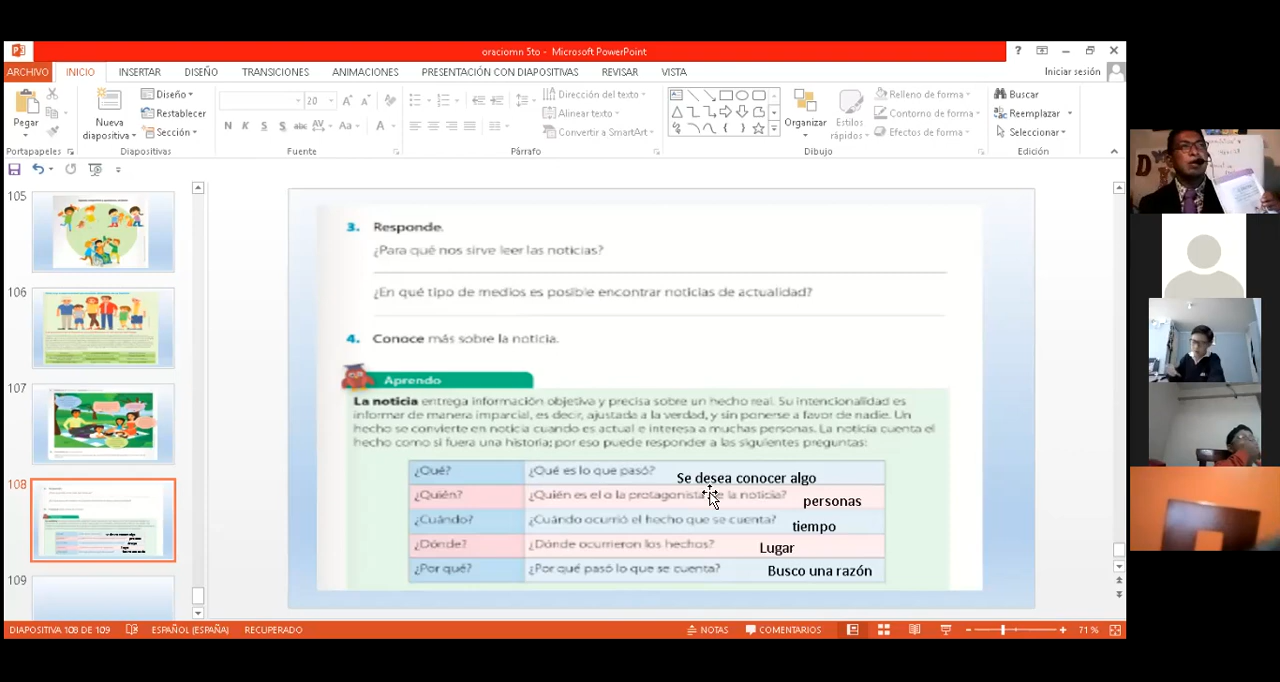 oraciomn 5to - Microsoft PowerPoint
ARCHIVO INICIO INSERTAR DISEÑO TRANSICIONES ANIMACIONES PRESENTACIÓN CON DIAPOSITIVAS REVISAR VISTA
Iniciar sesión
Pegar
Nueva
diapositiva
Diseño
Restablecer
Sección
20
N K S S abc AV Aa A
Dirección del texto
Alinear texto
Convertir a SmartArt
Organizar
Estilos
rápidos
Relleno de forma
Contorno de forma
Efectos de forma
Buscar
Reemplazar
Seleccionar
Portapapeles Diapositivas Fuente Párrafo Dibujo Edición
105
106
107
108
109
3. Responde.
¿Para qué nos sirve leer las noticias?
¿En qué tipo de medios es posible encontrar noticias de actualidad?
4. Conoce más sobre la noticia.
Aprendo
La noticia entrega información objetiva y precisa sobre un hecho real. Su intencionalidad es
informar de manera imparcial, es decir, ajustada a la verdad, y sin ponerse a favor de nadie. Un
hecho se convierte en noticia cuando es actual e interesa a muchas personas. La noticia cuenta el
hecho como si fuera una historia; por eso puede responder a las siguientes preguntas:
¿Qué? ¿Qué es lo que pasó? Se desea conocer algo
¿Quién? ¿Quién es el o la protagonista de la noticia? personas
¿Cuándo? ¿Cuándo ocurrió el hecho que se cuenta? tiempo
¿Dónde? ¿Dónde ocurrieron los hechos? Lugar
¿Por qué? ¿Por qué pasó lo que se cuenta? Busco una razón
DIAPOSITIVA 108 DE 109 ESPAÑOL (ESPAÑA) RECUPERADO NOTAS COMENTARIOS 71 %